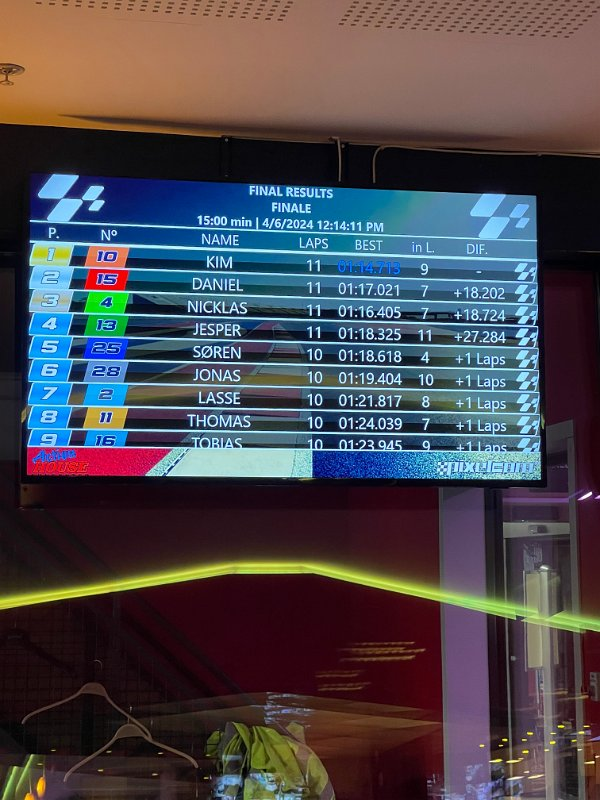 FINAL RESULTS
FINALE
15:00 min | 4/6/2024 12:14:11 PM
P. Nº NAME LAPS BEST in L. DIF.
1 10 KIM 11 01:14.713 9 -
2 15 DANIEL 11 01:17.021 7 +18.202
3 4 NICKLAS 11 01:16.405 7 +18.724
4 13 JESPER 11 01:18.325 11 +27.284
5 25 SØREN 10 01:18.618 4 +1 Laps
6 28 JONAS 10 01:19.404 10 +1 Laps
7 2 LASSE 10 01:21.817 8 +1 Laps
8 11 THOMAS 10 01:24.039 7 +1 Laps
9 16 TOBIAS 10 01:23.945 9 +1 Laps
Action HOUSE pixelcom